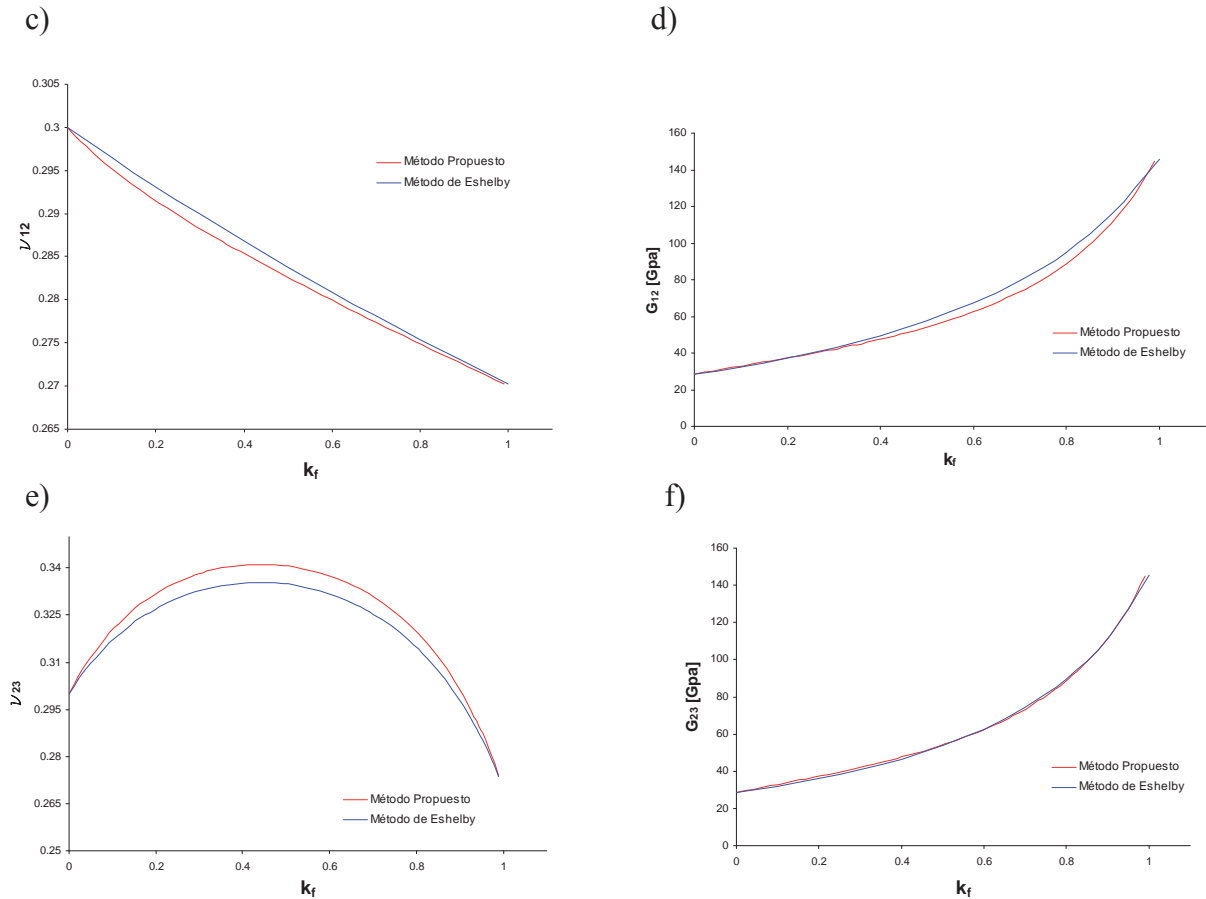 c)
0.305
0.3
0.295
0.29
0.285
0.28
0.275
0.27
0.265
ν12
0
0.2
0.4
0.6
0.8
1
kf
Método Propuesto
Método de Eshelby
d)
160
140
120
100
80
60
40
20
0
G12 [Gpa]
0
0.2
0.4
0.6
0.8
1
kf
Método Propuesto
Método de Eshelby
e)
0.34
0.325
0.31
0.295
0.28
0.265
0.25
ν23
0
0.2
0.4
0.6
0.8
1
kf
Método Propuesto
Método de Eshelby
f)
160
140
120
100
80
60
40
20
0
G23 [Gpa]
0
0.2
0.4
0.6
0.8
1
kf
Método Propuesto
Método de Eshelby